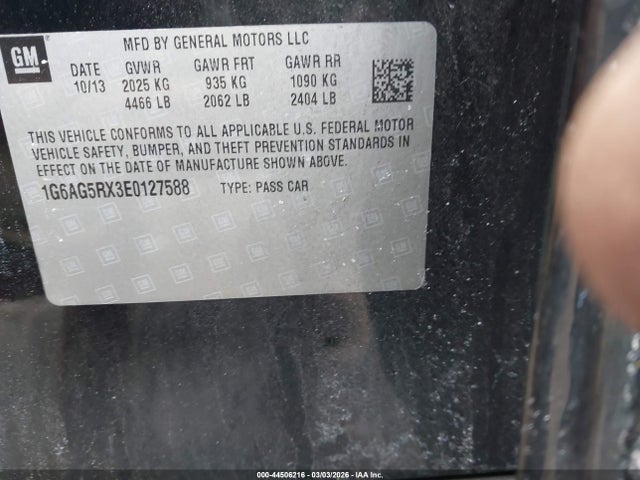 GM
MFD BY GENERAL MOTORS LLC
DATE GVWR GAWR FRT GAWR RR
10/13 2025 KG 935 KG 1090 KG
4466 LB 2062 LB 2404 LB
THIS VEHICLE CONFORMS TO ALL APPLICABLE U.S. FEDERAL MOTOR
VEHICLE SAFETY, BUMPER, AND THEFT PREVENTION STANDARDS IN
EFFECT ON THE DATE OF MANUFACTURE SHOWN ABOVE.
1G6AG5RX3E0127588 TYPE: PASS CAR
000-44506216 | 03/03/2026 | IAA Inc.